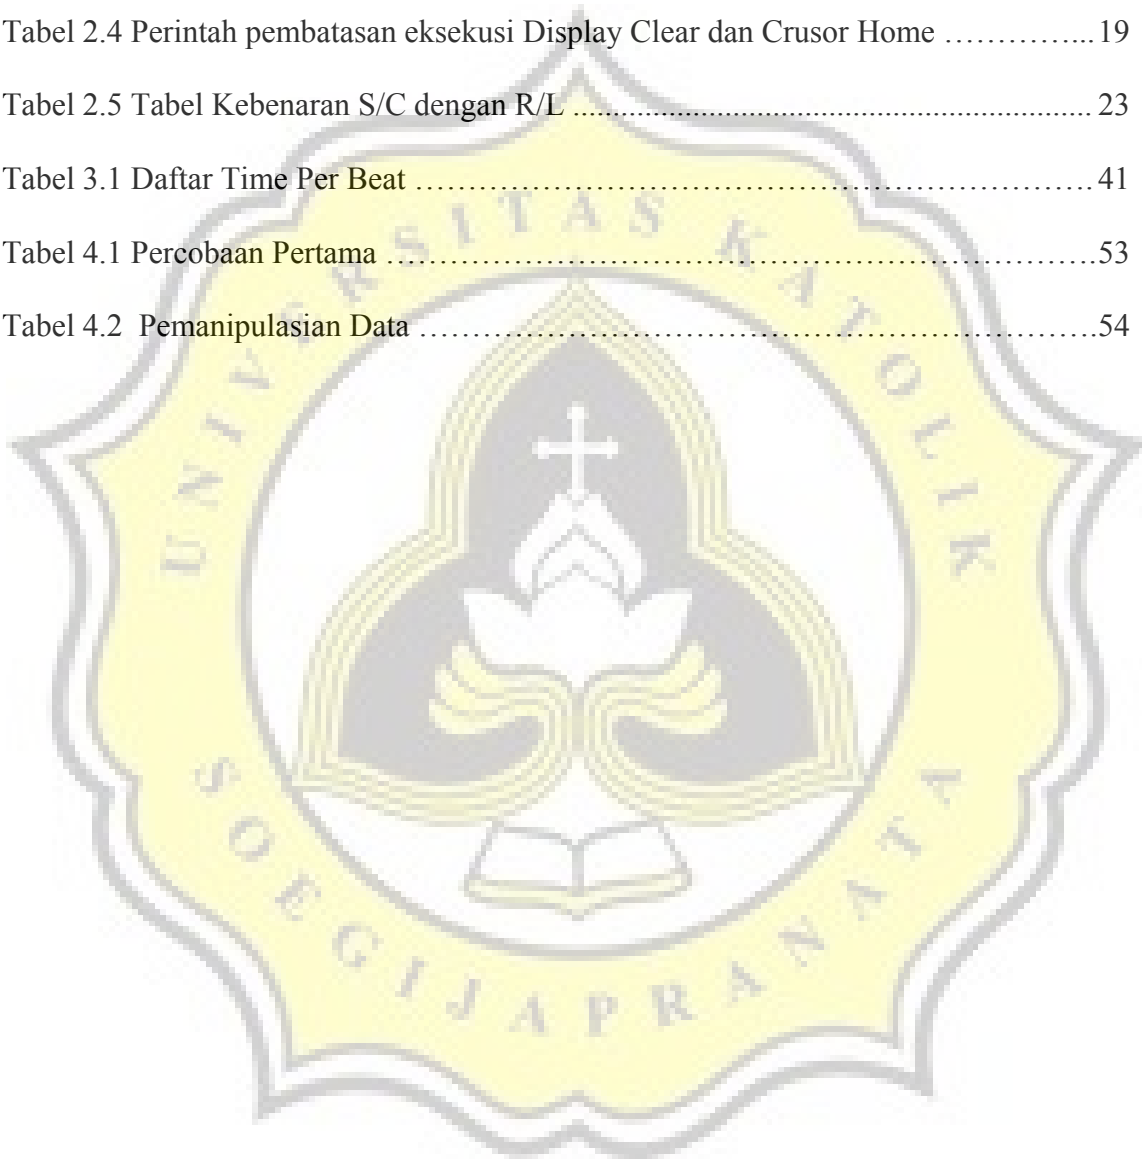 Tabel 2.4 Perintah pembatasan eksekusi Display Clear dan Crusor Home …………... 19
Tabel 2.5 Tabel Kebenaran S/C dengan R/L .................................................................. 23
Tabel 3.1 Daftar Time Per Beat ……………………………………………………… 41
Tabel 4.1 Percobaan Pertama …………………………………………………………53
Tabel 4.2  Pemanipulasian Data ………………………………………………………54
UNIVERSITAS KATOLIK
SOEGIJAPRANATA